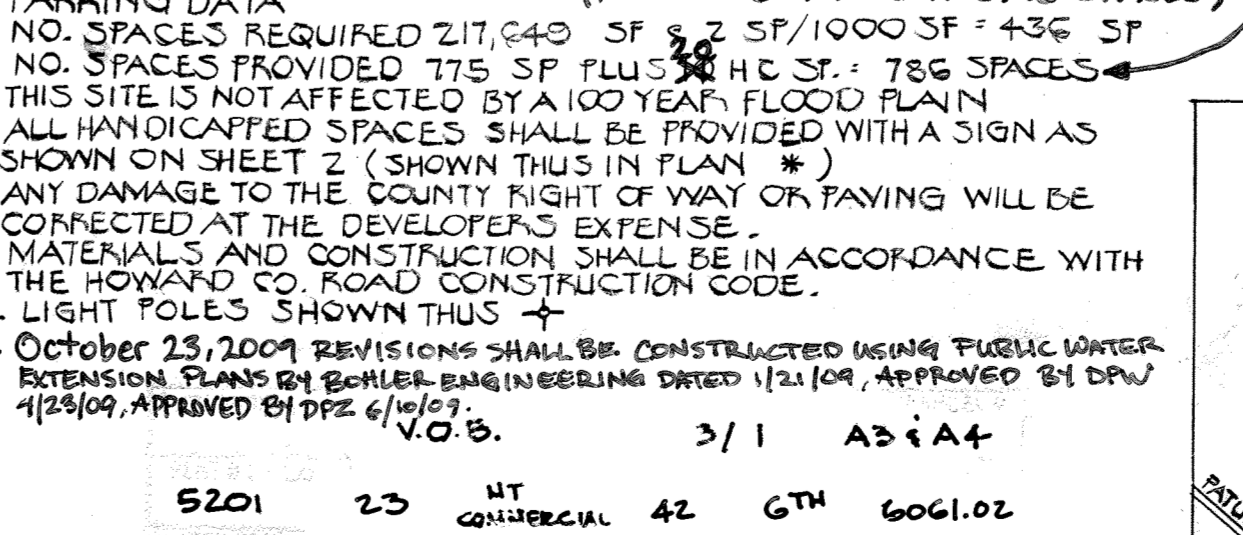 PARKING DATA
NO. SPACES REQUIRED 217,640 SF @ 2 SP/1000 SF = 436 SP
NO. SPACES PROVIDED 775 SP PLUS 20 HC SP. = 786 SPACES
THIS SITE IS NOT AFFECTED BY A 100 YEAR FLOOD PLAIN
ALL HANDICAPPED SPACES SHALL BE PROVIDED WITH A SIGN AS
SHOWN ON SHEET 2 (SHOWN THUS IN PLAN *)
ANY DAMAGE TO THE COUNTY RIGHT OF WAY OR PAVING WILL BE
CORRECTED AT THE DEVELOPERS EXPENSE.
MATERIALS AND CONSTRUCTION SHALL BE IN ACCORDANCE WITH
THE HOWARD CO. ROAD CONSTRUCTION CODE.
. LIGHT POLES SHOWN THUS
October 23, 2009 REVISIONS SHALL BE CONSTRUCTED USING PUBLIC WATER
EXTENSION PLANS BY BOHLER ENGINEERING DATED 1/21/09, APPROVED BY DPW
4/23/09, APPROVED BY DPZ 6/10/09.
V.O.B. 3/1 A3 & A4
5201 23 NT COMMERCIAL 42 6TH 6061.02